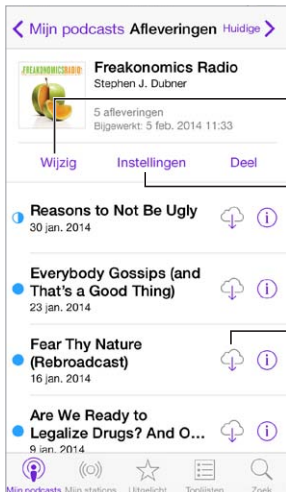 Mijn podcasts Afleveringen Huidige
FREAKONOMICS RADIO
Freakonomics Radio
Stephen J. Dubner
5 afleveringen
Bijgewerkt: 5 feb. 2014 11:33
Wijzig Instellingen Deel
Reasons to Not Be Ugly
30 jan. 2014
Everybody Gossips (and
That's a Good Thing)
23 jan. 2014
Fear Thy Nature
(Rebroadcast)
16 jan. 2014
Are We Ready to
Legalize Drugs? And O...
9 jan. 2014
Mijn podcasts Mijn stations Uitgelicht Toplijsten Zoek